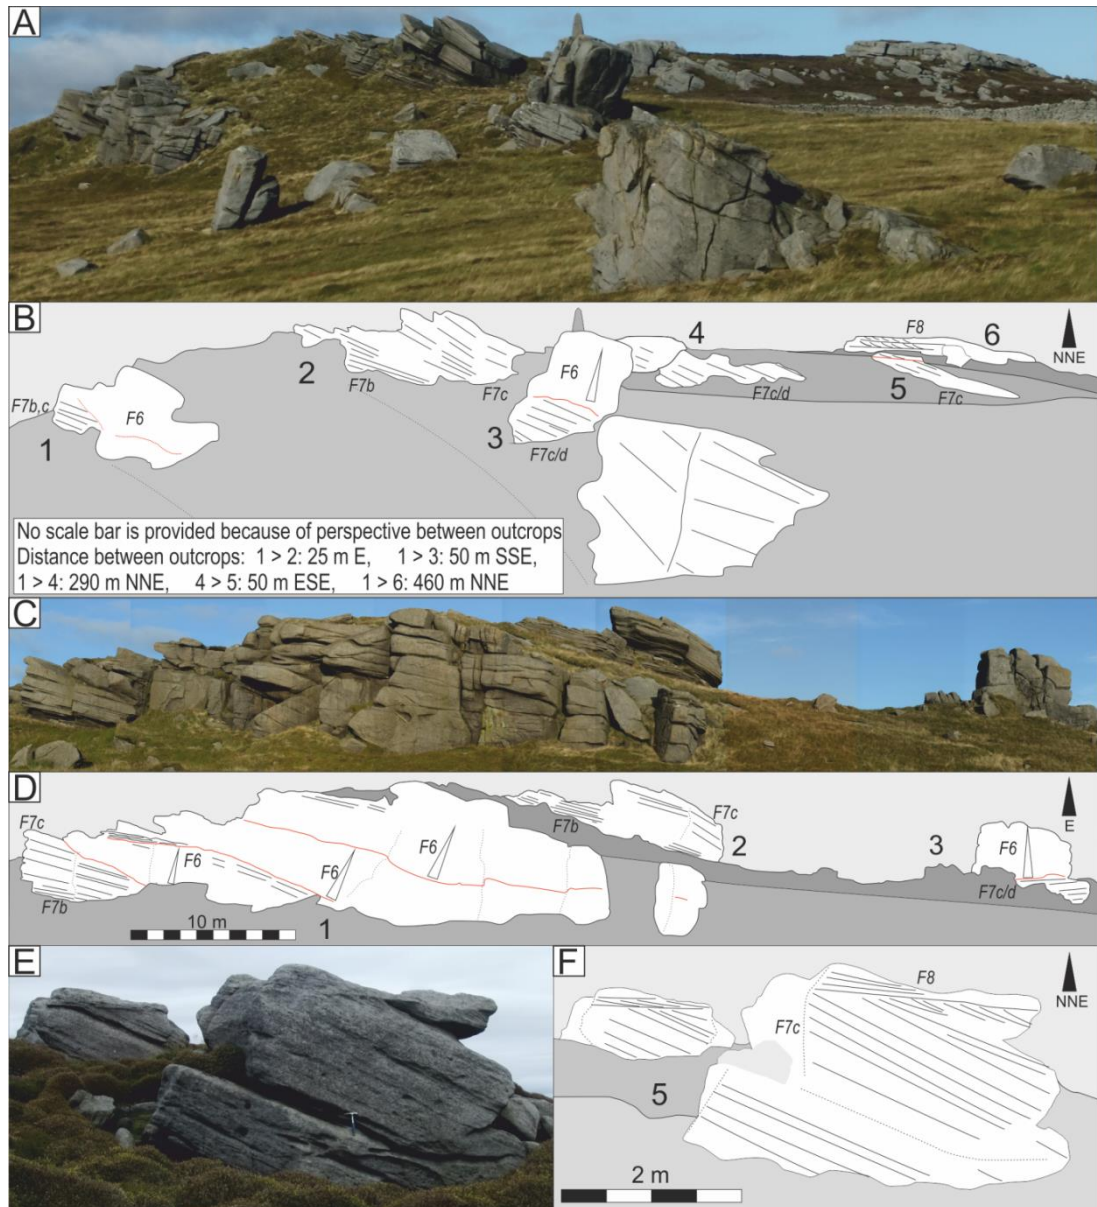 A
B
F8
4
6
NNE
2
F6
F7b
F7c
F7c/d
5
F7c
F7b,c
F6
3
1
F7c/d
No scale bar is provided because of perspective between outcrops
Distance between outcrops: 1 > 2: 25 m E, 1 > 3: 50 m SSE,
1 > 4: 290 m NNE, 4 > 5: 50 m ESE, 1 > 6: 460 m NNE
C
D
F7c
E
F7c
F7b
2
3
F6
F6
F6
F6
F7c/d
F7b
10 m
1
E
F
F8
NNE
F7c
5
2 m